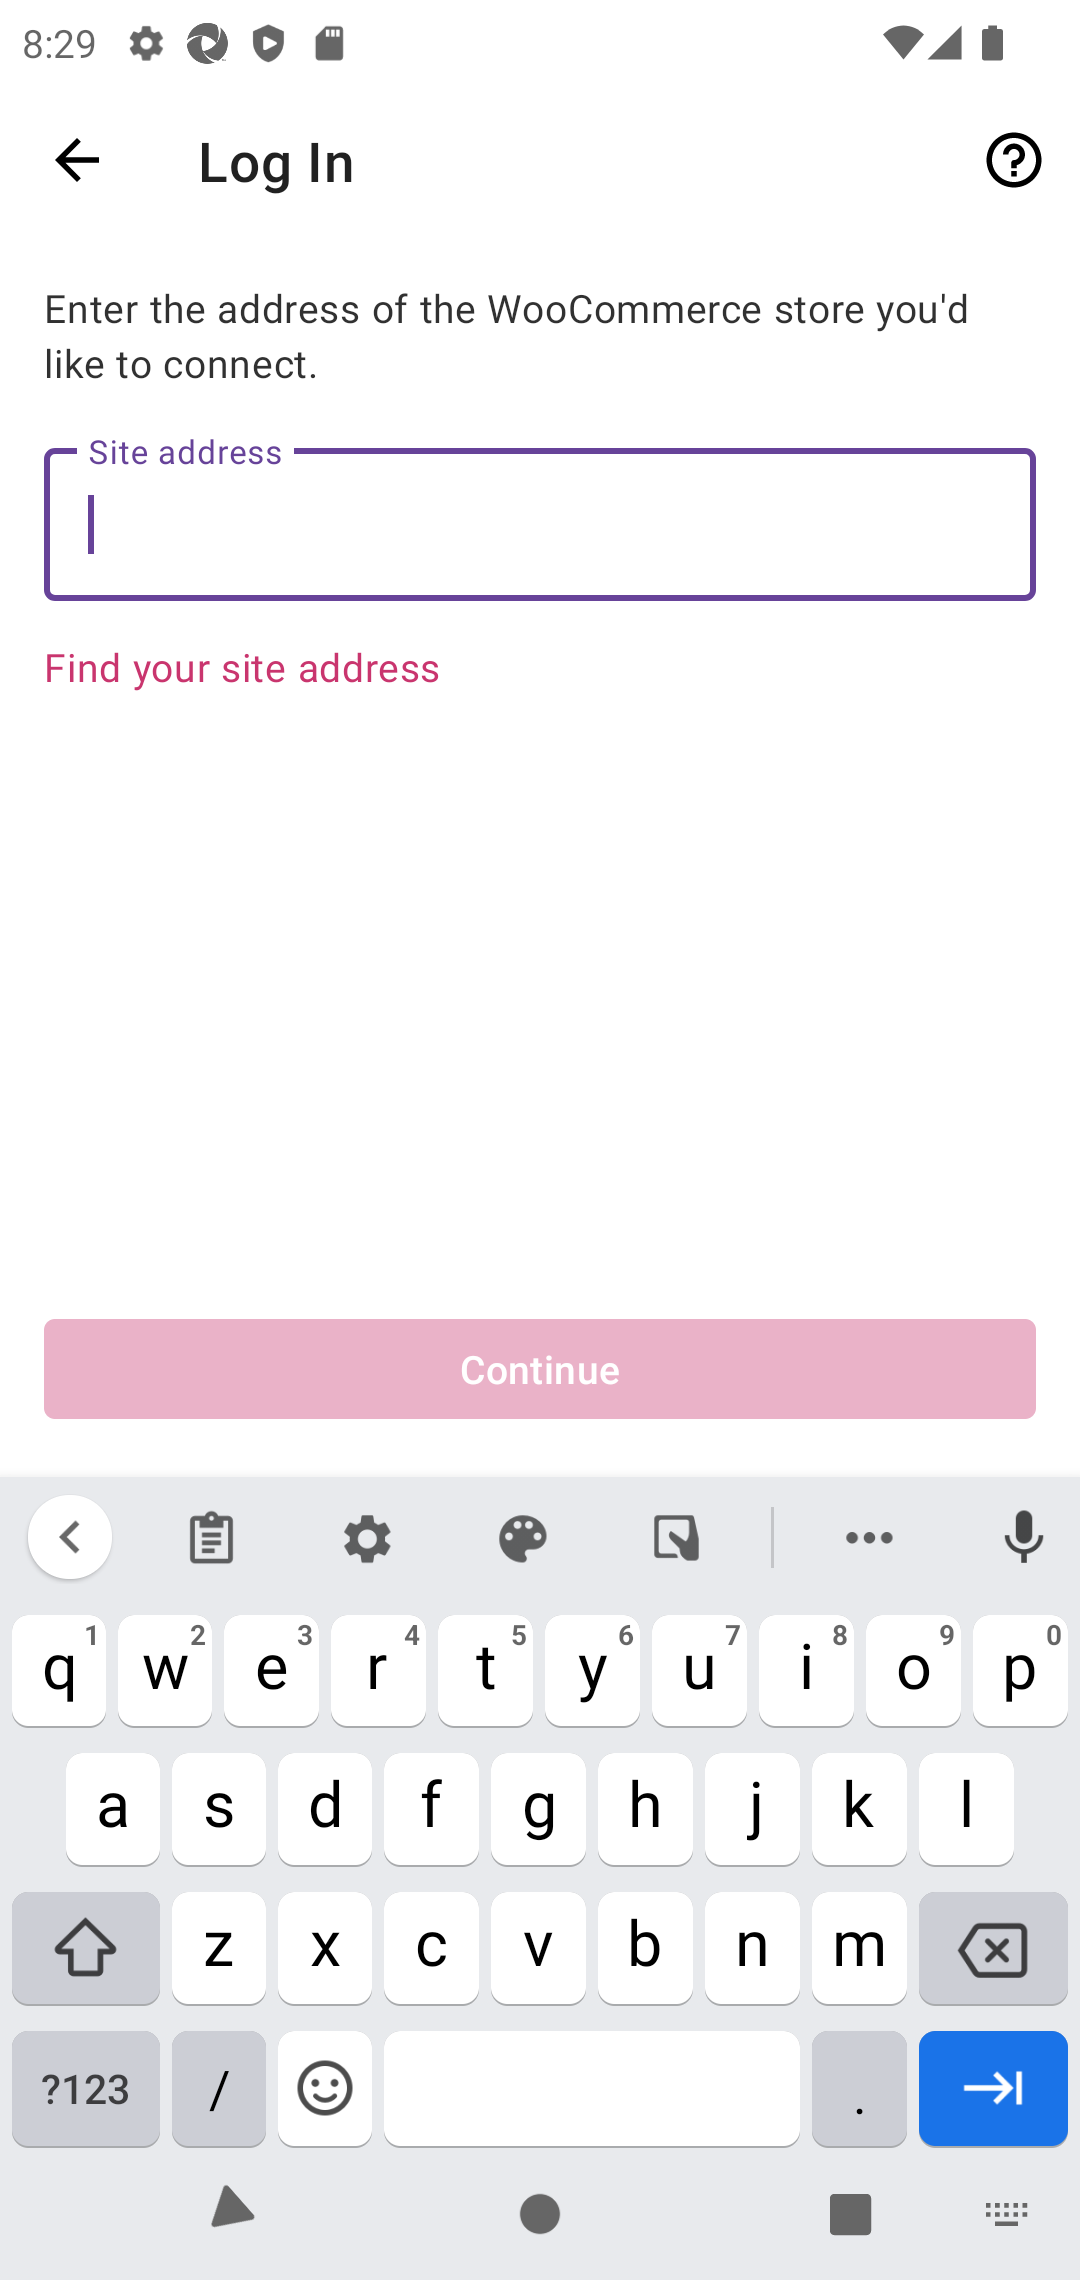 8:29
Log In
Enter the address of the WooCommerce store you'd
like to connect.
Site address
Find your site address
Continue
q 1 w 2 e 3 r 4 t 5 y 6 u 7 i 8 o 9 p 0
a s d f g h j k l
z x c v b n m
?123 / .